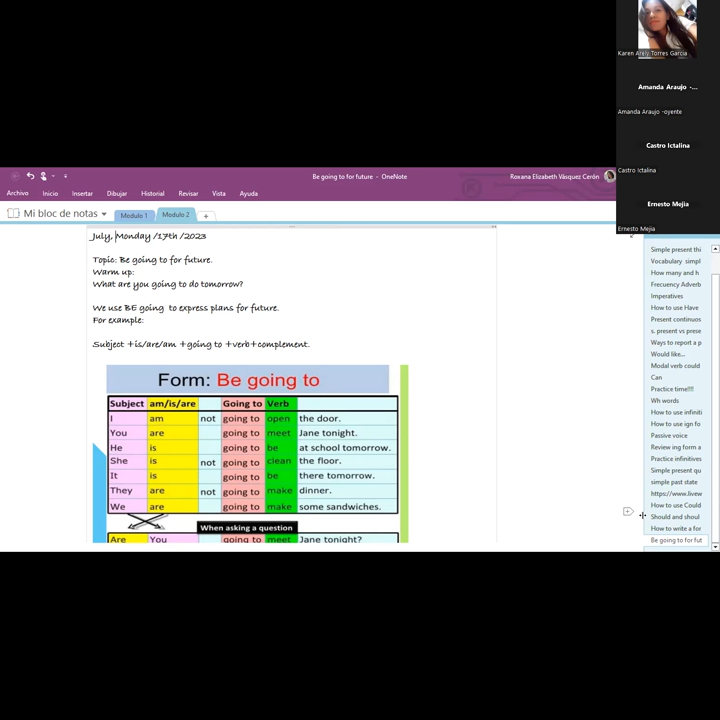 Karen Arely Torres Garcia
Amanda Araujo -...
Amanda Araujo -oyente
Castro Ictalina
Castro Ictalina
Ernesto Mejia
Ernesto Mejia
Be going to for future - OneNote
Roxana Elizabeth Vásquez Cerón
Archivo Inicio Insertar Dibujar Historial Revisar Vista Ayuda
Mi bloc de notas Modulo 1 Modulo 2
July, Monday /17th /2023
Topic: Be going to for future.
Warm up:
What are you going to do tomorrow?
We use BE going to express plans for future.
For example:
Subject +is/are/am +going to +verb+complement.
Form: Be going to
Subject am/is/are Going to Verb
I am not going to open the door.
You are going to meet Jane tonight.
He is going to be at school tomorrow.
She is not going to clean the floor.
It is going to be there tomorrow.
They are not going to make dinner.
We are going to make some sandwiches.
When asking a question
Are You going to meet Jane tonight?
Simple present thi
Vocabulary simpl
How many and h
Frecuency Adverb
Imperatives
How to use Have
Present continuos
s. present vs prese
Ways to report a p
Would like...
Modal verb could
Can
Practice time!!!!
Wh words
How to use infiniti
How to use ign fo
Passive voice
Review ing form a
Practice infinitives
Simple present qu
simple past state
https://www.livew
How to use Could
Should and shoul
How to write a for
Be going to for fut